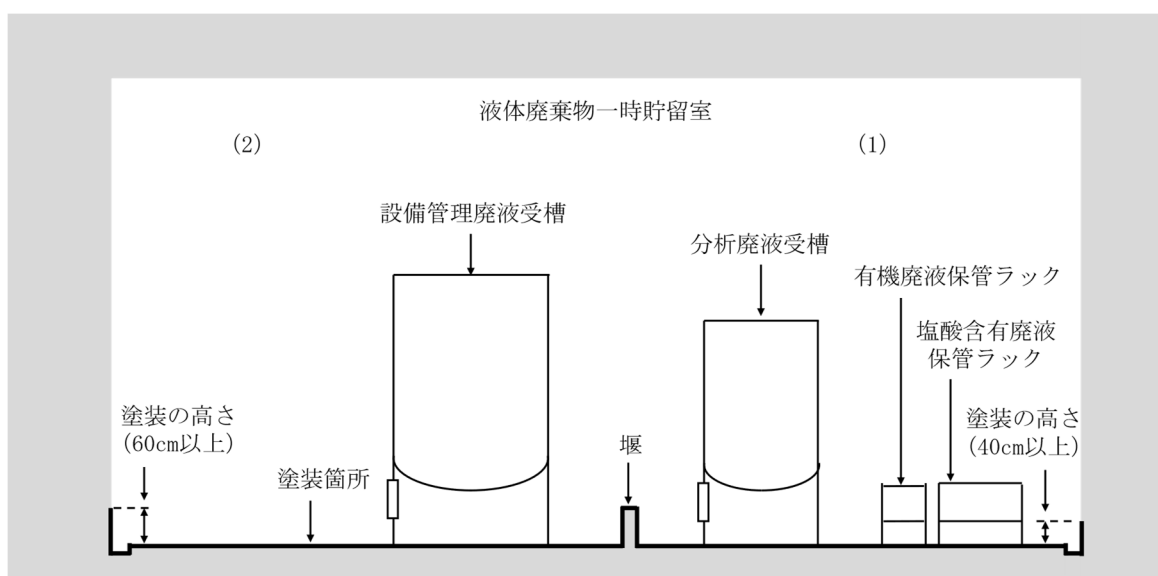 液体廃棄物一時貯留室
(2)
(1)
設備管理廃液受槽
分析廃液受槽
有機廃液保管ラック
塩酸含有廃液
保管ラック
塗装の高さ
(60cm以上)
塗装の高さ
(40cm以上)
堰
塗装箇所